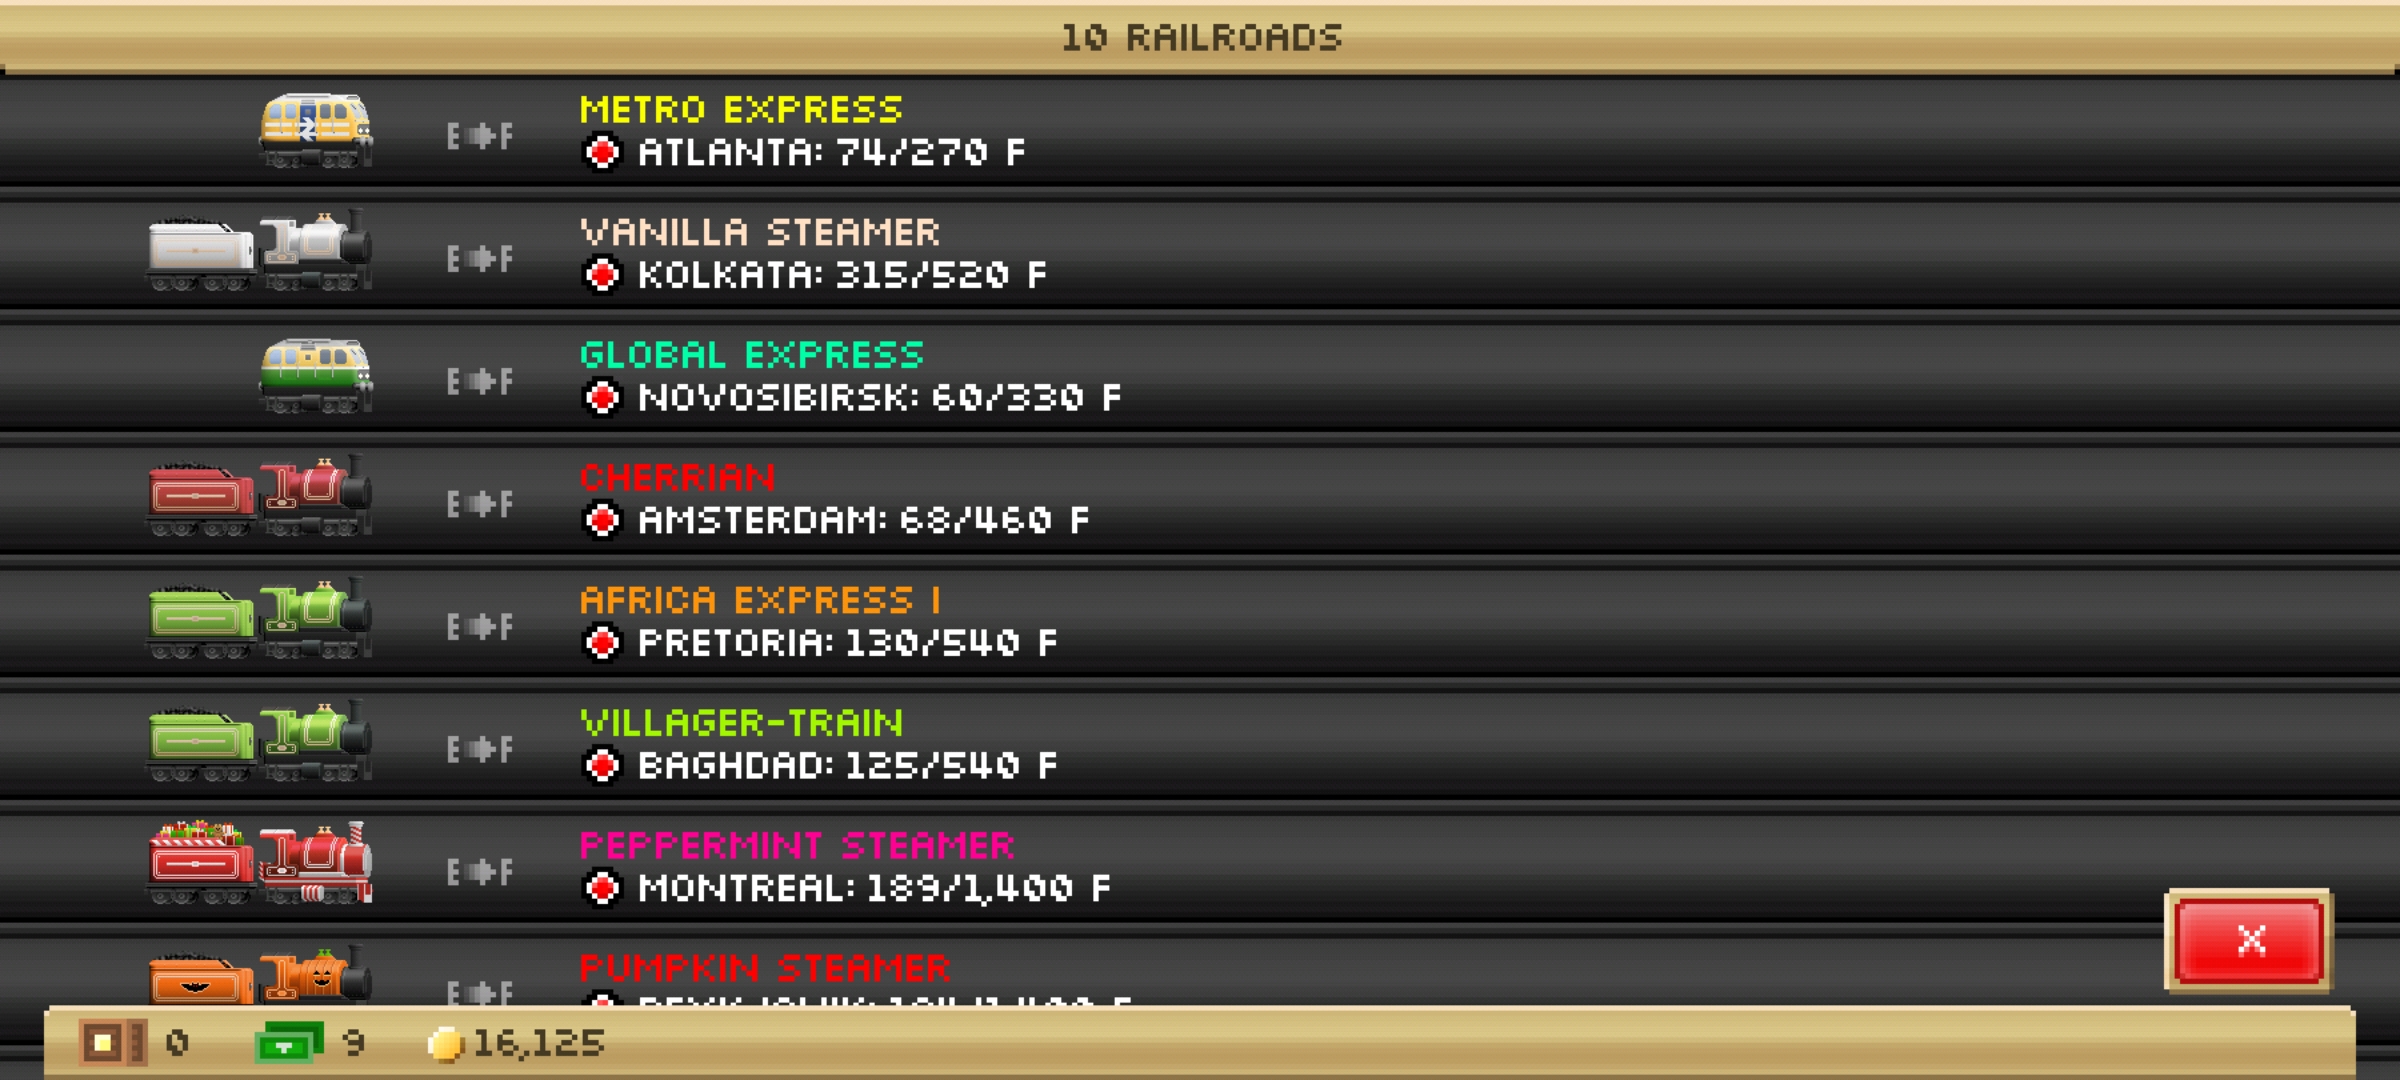 10 RAILROADS
METRO EXPRESS
E F
ATLANTA: 74/270 F
VANILLA STEAMER
E F
KOLKATA: 315/520 F
GLOBAL EXPRESS
E F
NOVOSIBIRSK: 60/330 F
CHERRIAN
E F
AMSTERDAM: 68/460 F
AFRICA EXPRESS I
E F
PRETORIA: 130/540 F
VILLAGER-TRAIN
E F
BAGHDAD: 125/540 F
PEPPERMINT STEAMER
E F
MONTREAL: 189/1,400 F
PUMPKIN STEAMER
E F
X
0 9 16,125